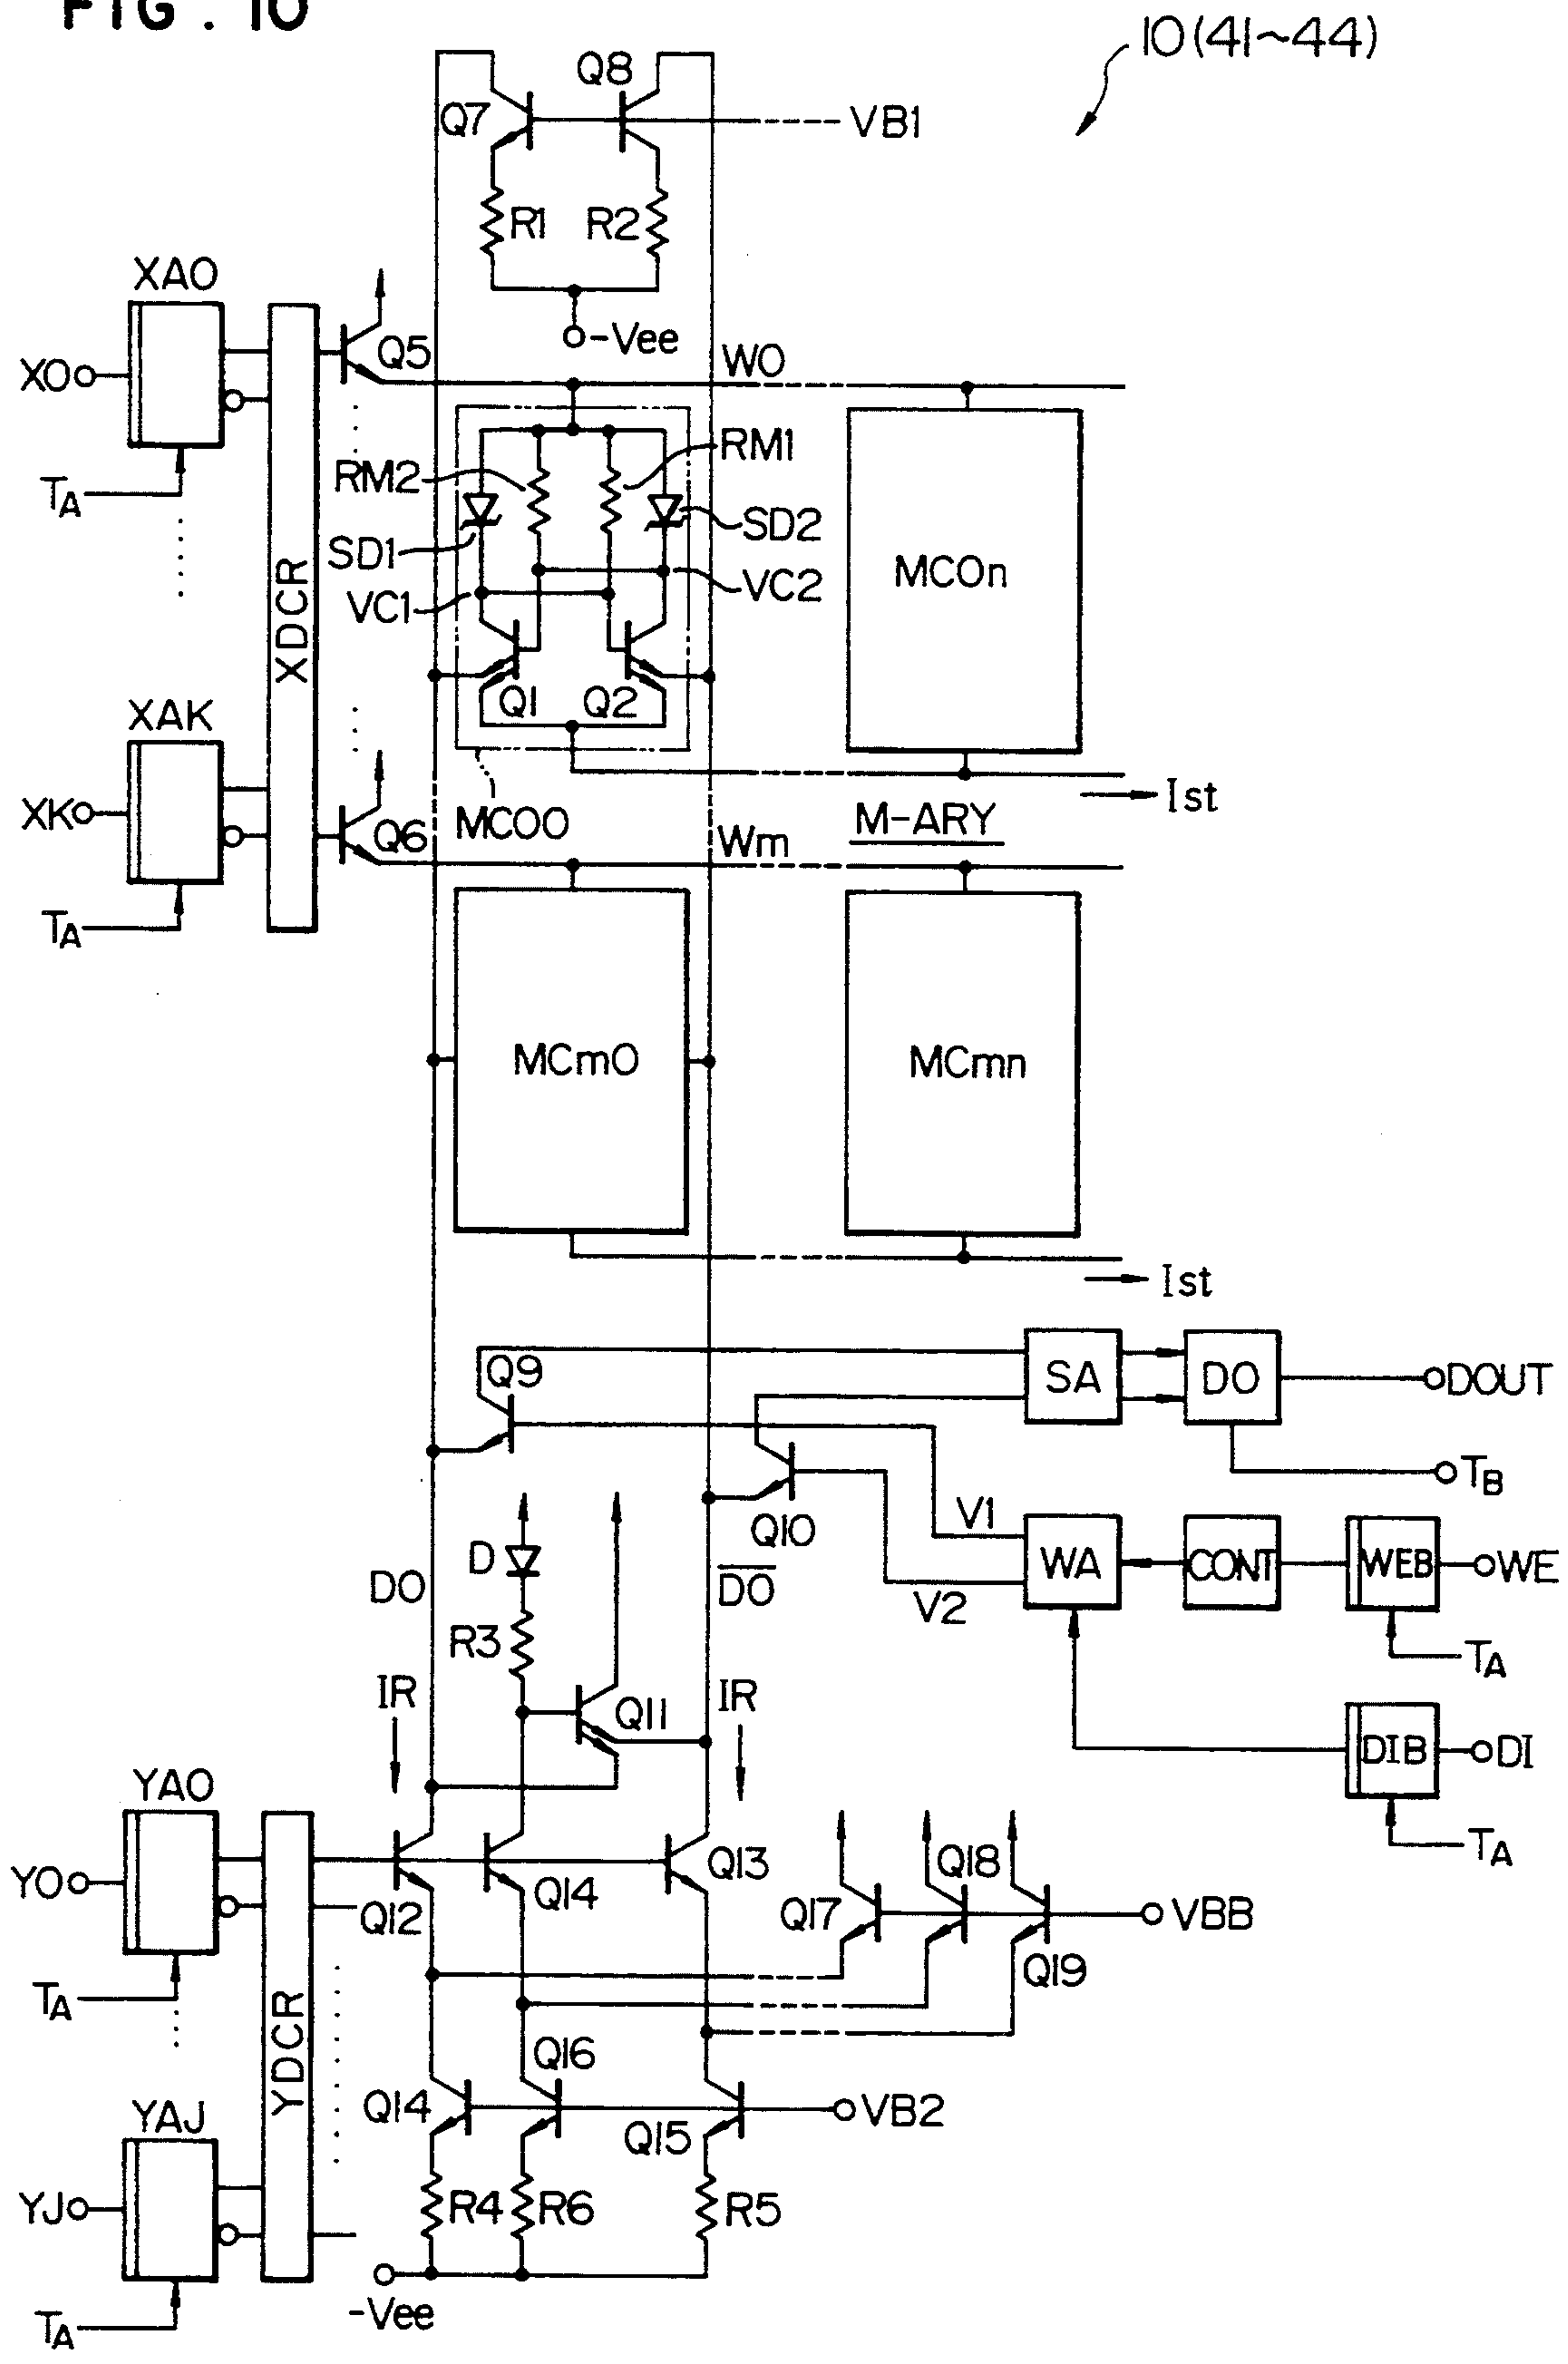 FIG. 10
10(41~44)
Q8
Q7
VB1
R1
R2
XA0
-Vee
X0
Q5
W0
RM1
RM2
TA
SD2
SD1
MC0n
XDCR
VC2
VC1
Q1
Q2
XAK
Ist
XK
Q6
MC00
M-ARY
Wm
TA
MCm0
MCmn
Ist
Q9
SA
DO
DOUT
TB
V1
Q10
D
WA
CONT
WEB
WE
D0
D0
V2
R3
TA
IR
IR
Q11
DIB
DI
YA0
TA
Q18
Q13
Y0
Q14
Q17
VBB
Q12
Q19
TA
YDCR
Q16
Q14
VB2
YAJ
Q15
YJ
R4
R6
R5
-Vee
TA